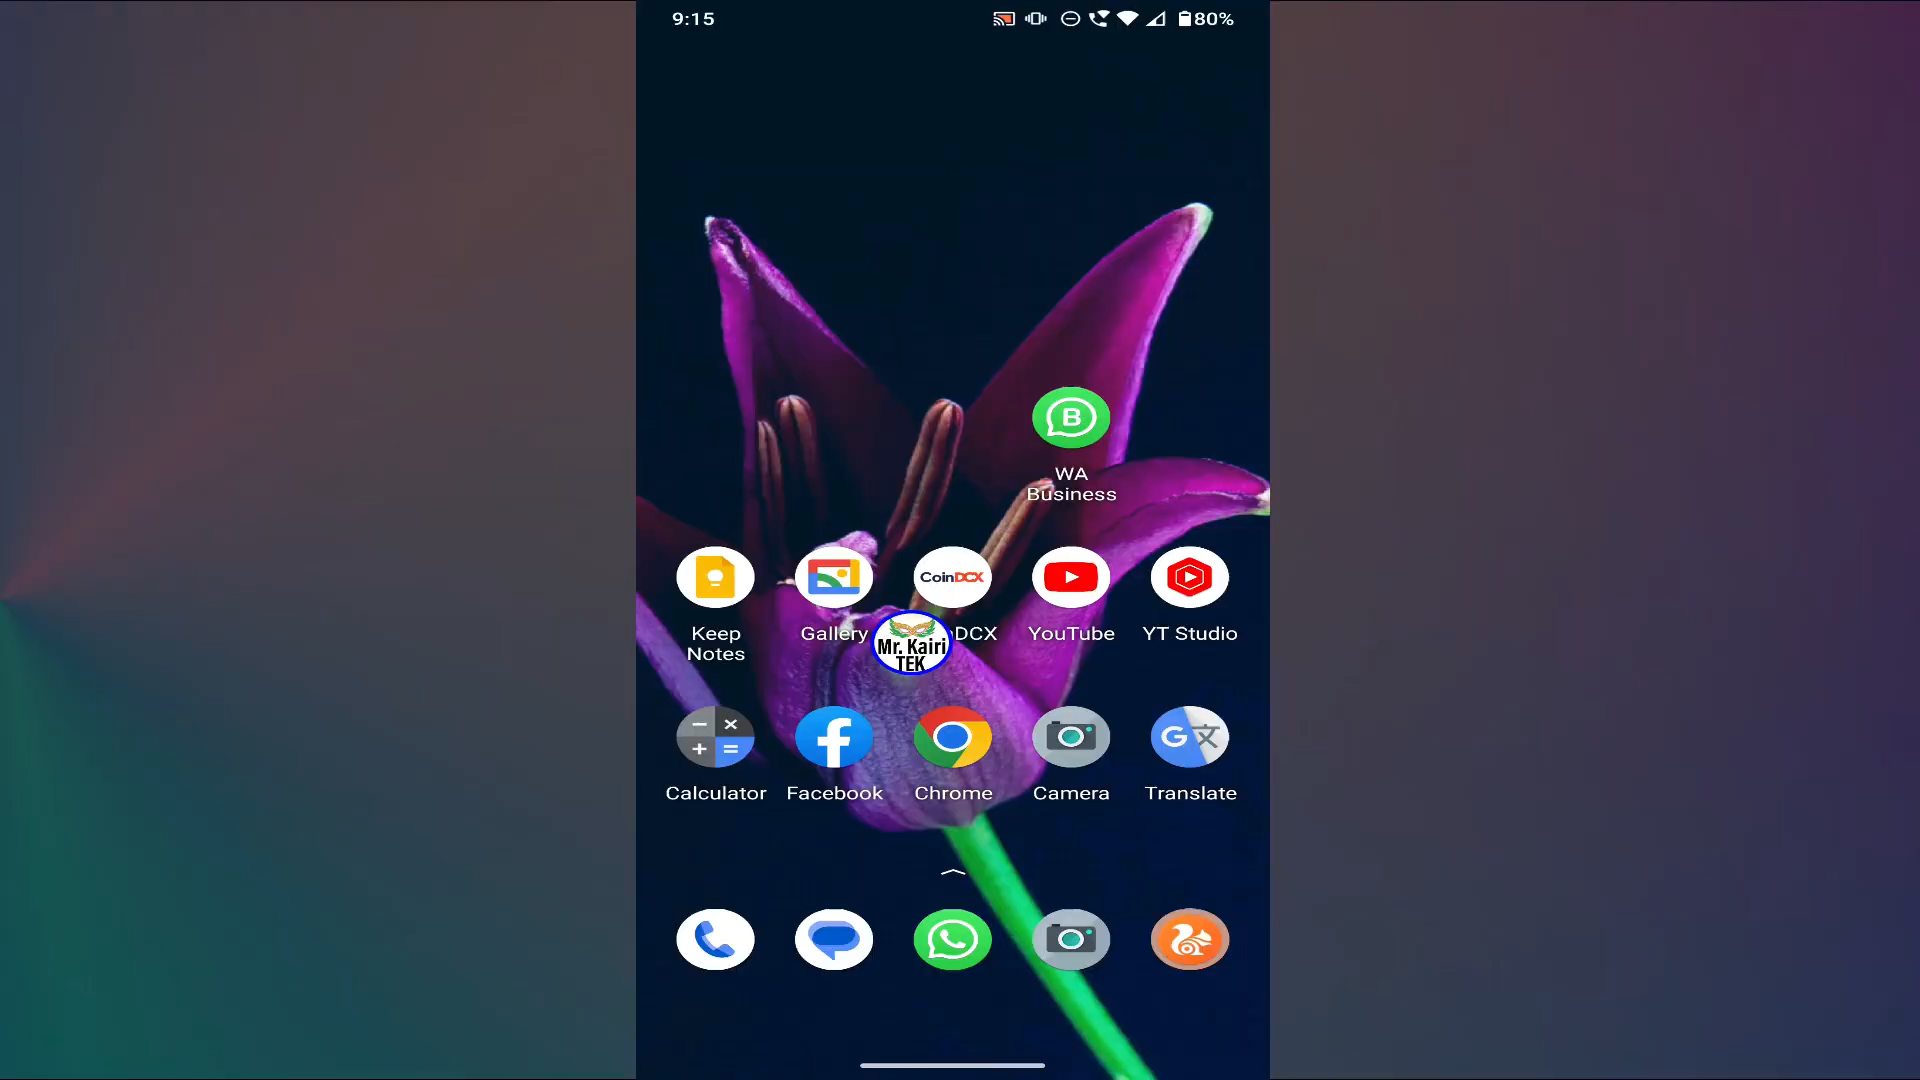 9:15
80%
B
WA
Business
CoinDCX
Keep
Notes
Gallery
DCX
YouTube
YT Studio
Mr. Kairi
TEK
Calculator
Facebook
Chrome
Camera
Translate